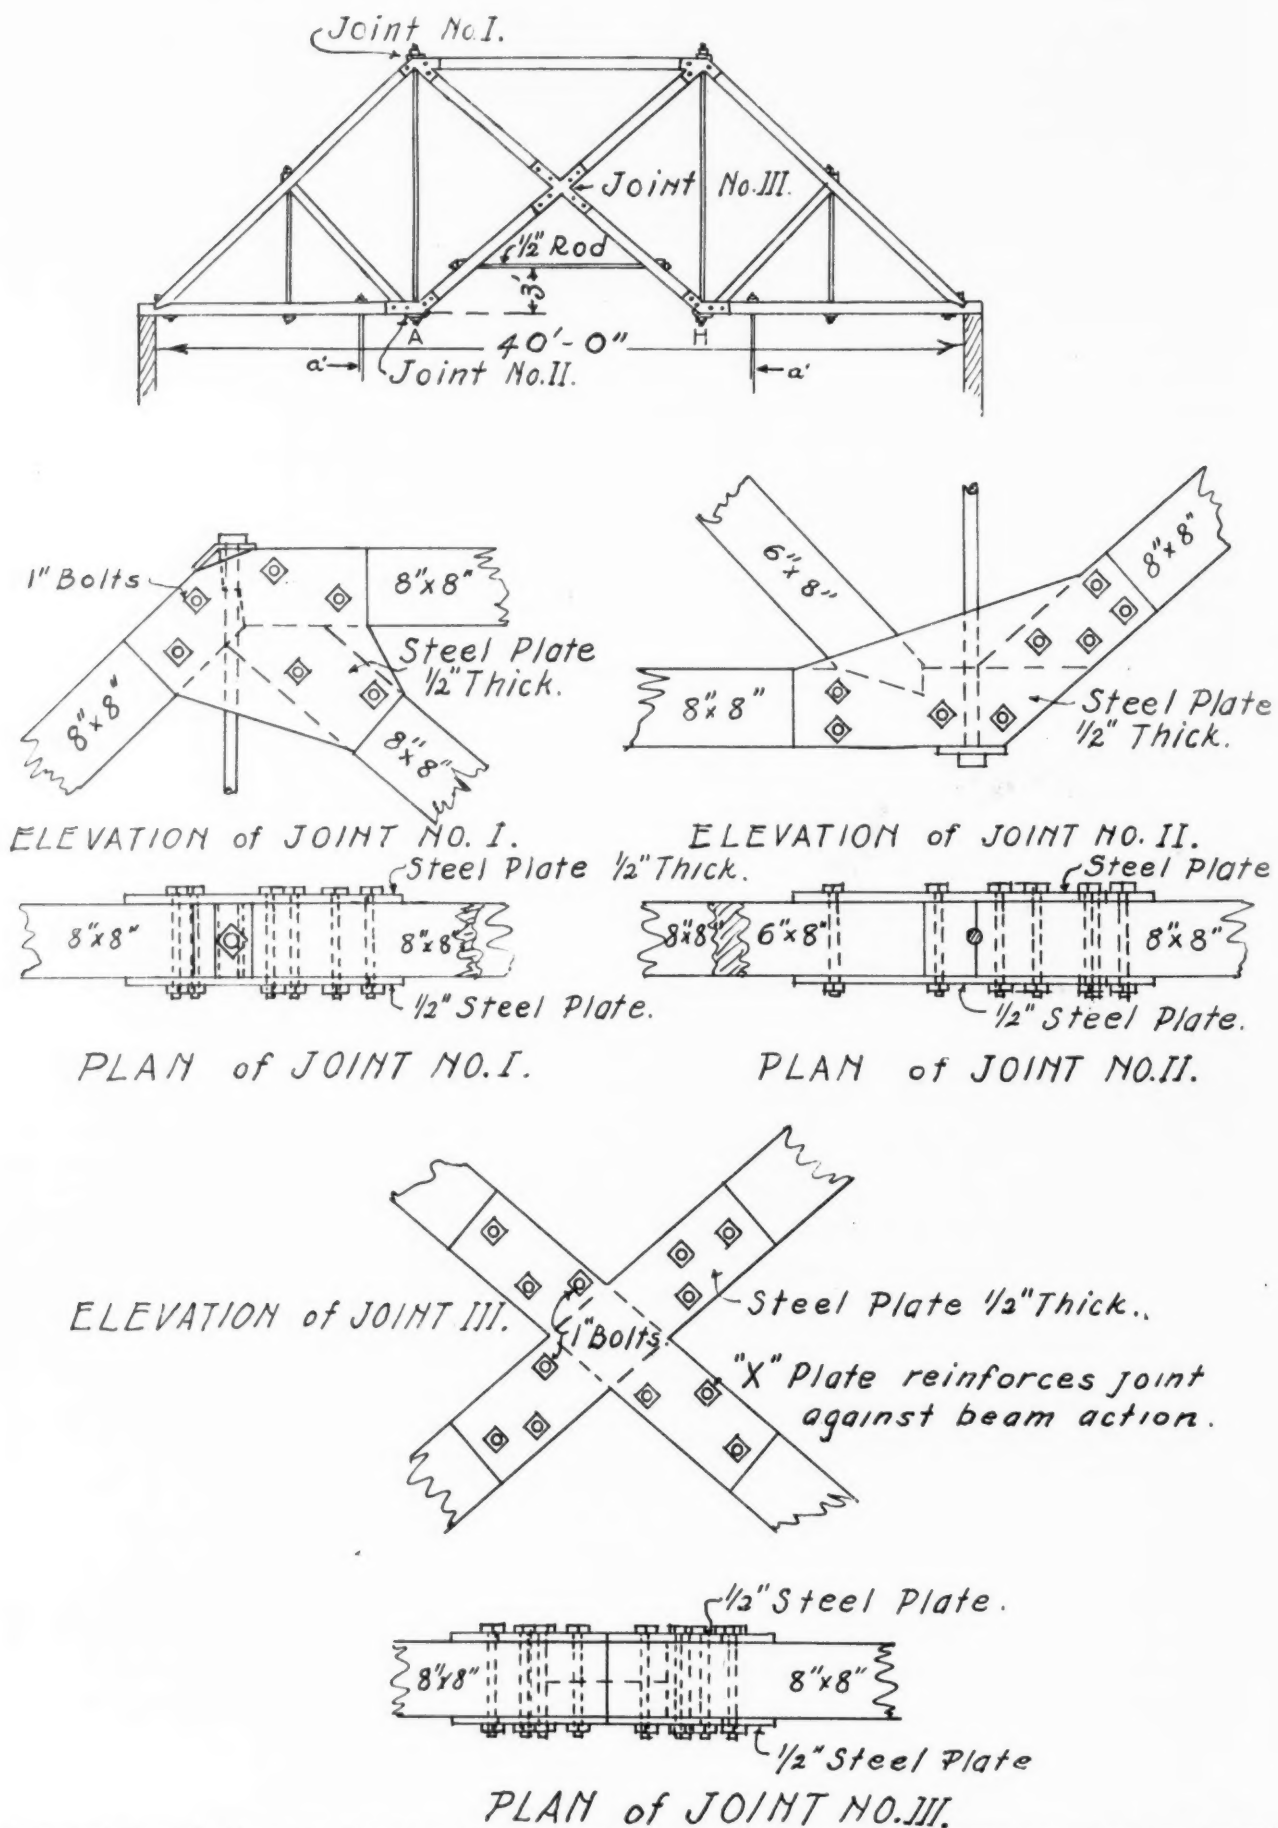 Joint No. I.
Joint No. III.
1/2" Rod
3'
A
H
40'-0"
a'
a'
Joint No. II.
1" Bolts
8"x8"
Steel Plate
1/2" Thick.
8"x8"
8"x8"
6"x8"
8"x8"
8"x8"
Steel Plate
1/2" Thick.
ELEVATION of JOINT NO. I.
ELEVATION of JOINT NO. II.
Steel Plate 1/2" Thick.
Steel Plate
8"x8"
8"x8"
8"x8"
6"x8"
8"x8"
1/2" Steel Plate.
1/2" Steel Plate.
PLAN of JOINT NO. I.
PLAN of JOINT NO. II.
ELEVATION of JOINT III.
1" Bolts
Steel Plate 1/2" Thick.
"X" Plate reinforces joint
against beam action.
1/2" Steel Plate.
8"x8"
8"x8"
1/2" Steel Plate
PLAN of JOINT NO. III.